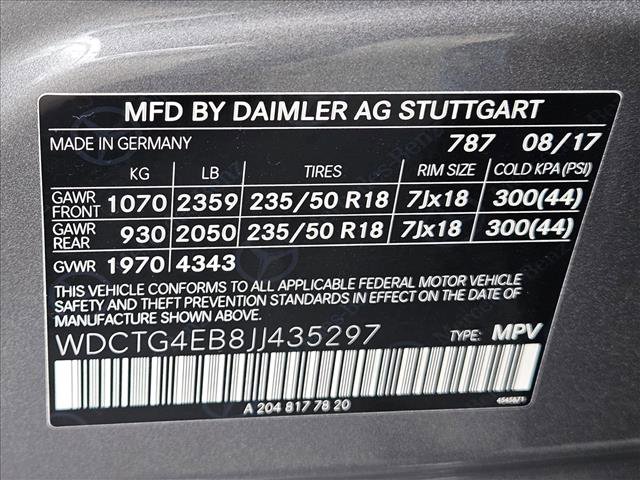 MFD BY DAIMLER AG STUTTGART
MADE IN GERMANY 787 08/17
KG LB TIRES RIM SIZE COLD KPA(PSI)
GAWR FRONT 1070 2359 235/50 R18 7Jx18 300(44)
GAWR REAR 930 2050 235/50 R18 7Jx18 300(44)
GVWR 1970 4343
THIS VEHICLE CONFORMS TO ALL APPLICABLE FEDERAL MOTOR VEHICLE
SAFETY AND THEFT PREVENTION STANDARDS IN EFFECT ON THE DATE
OF MANUFACTURE SHOWN ABOVE.
WDCTG4EB8JJ435297 TYPE: MPV
A 204 817 78 20